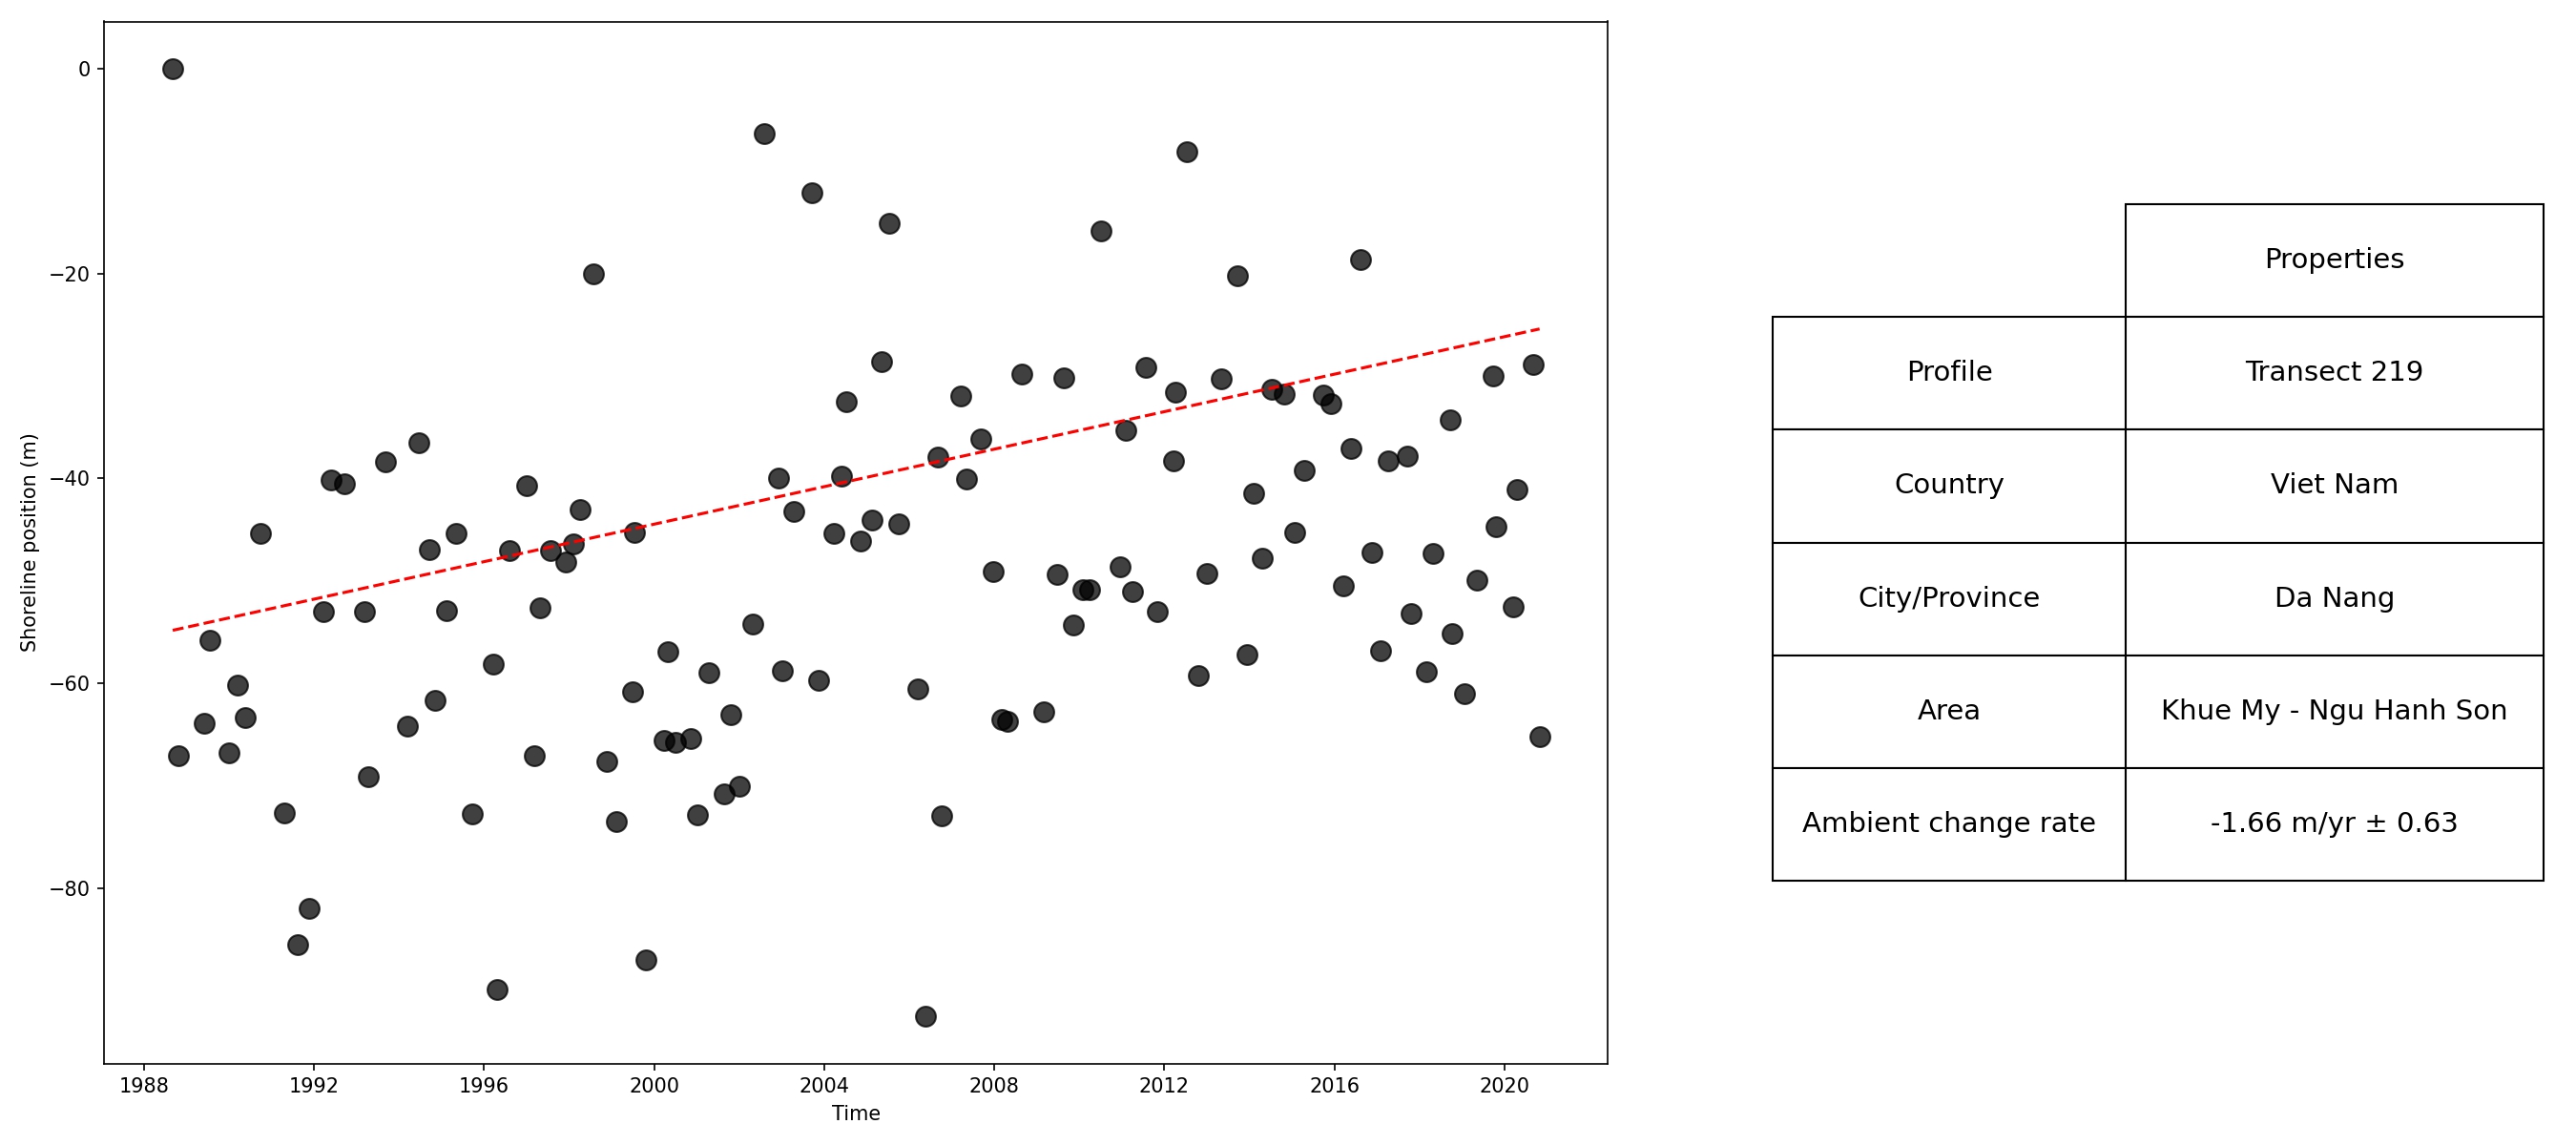 0
−20
−40
−60
−80
Shoreline position (m)
1988 1992 1996 2000 2004 2008 2012 2016 2020
Time
Properties
Profile Transect 219
Country Viet Nam
City/Province Da Nang
Area Khue My - Ngu Hanh Son
Ambient change rate -1.66 m/yr ± 0.63